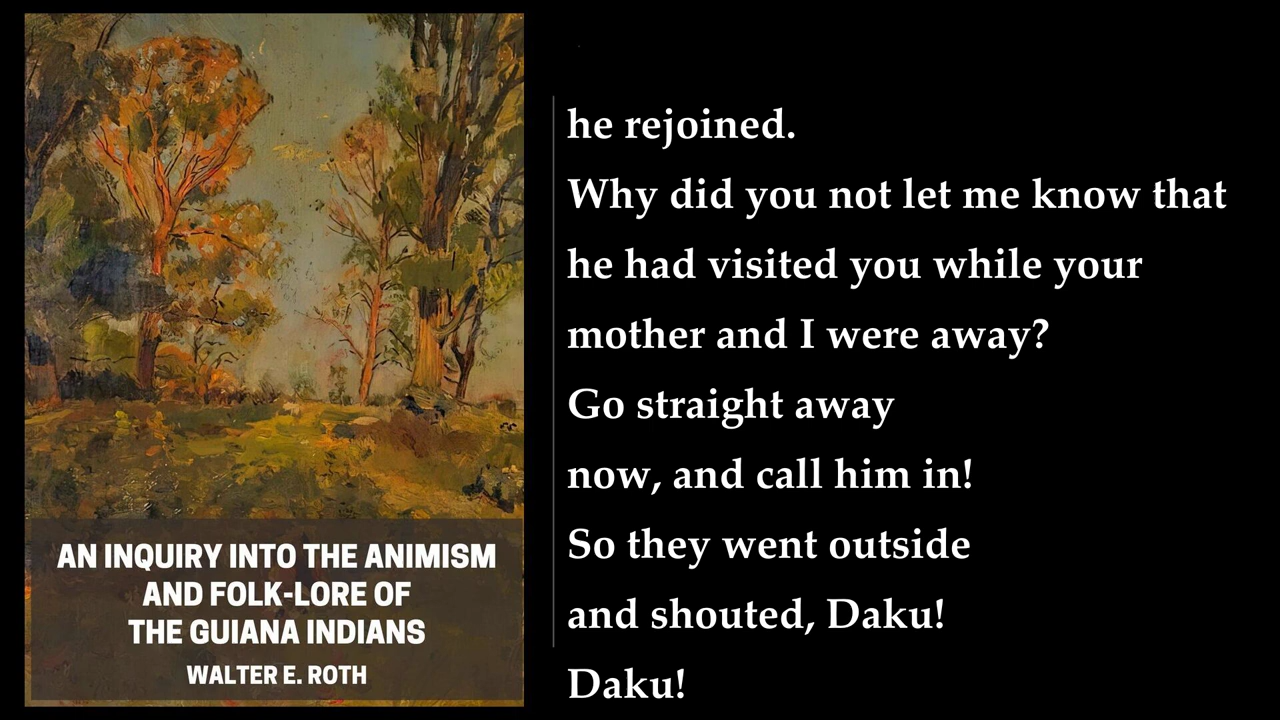 AN INQUIRY INTO THE ANIMISM
AND FOLK-LORE OF
THE GUIANA INDIANS
WALTER E. ROTH
he rejoined.
Why did you not let me know that
he had visited you while your
mother and I were away?
Go straight away
now, and call him in!
So they went outside
and shouted, Daku!
Daku!